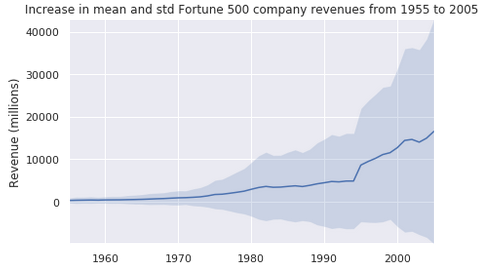 Increase in mean and std Fortune 500 company revenues from 1955 to 2005
40000
30000
20000
10000
0
Revenue (millions)
1960 1970 1980 1990 2000